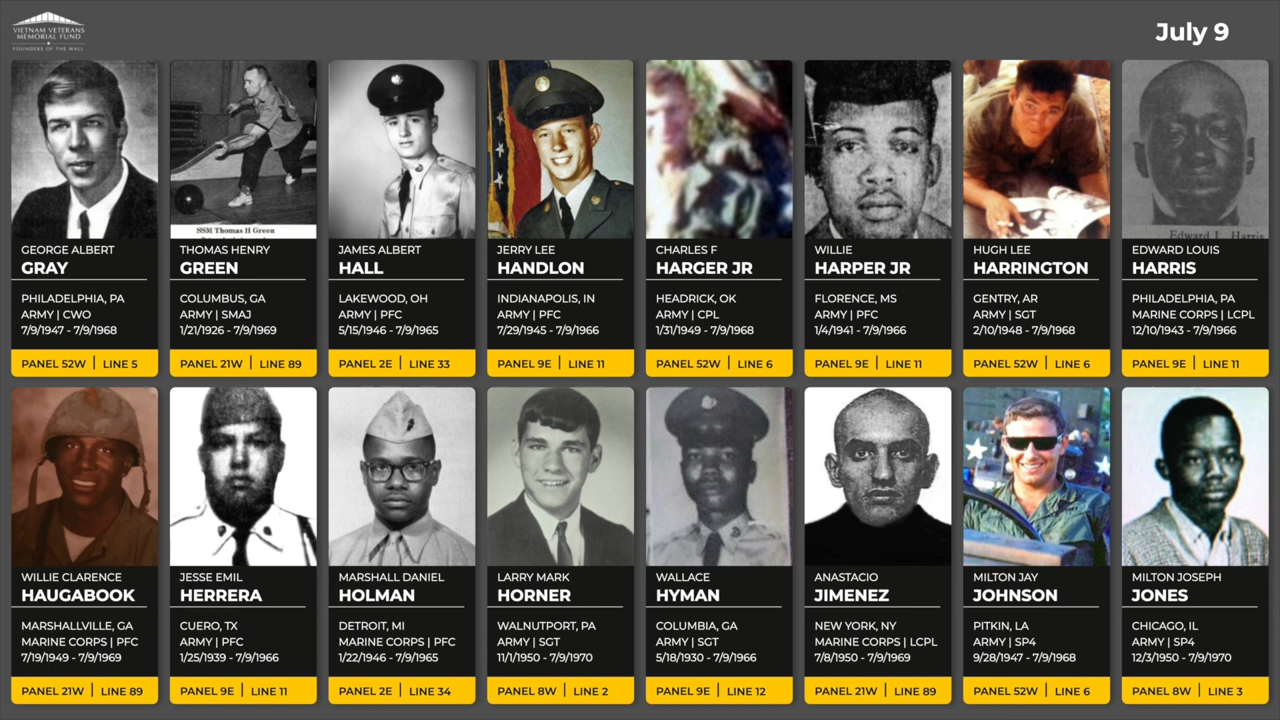 VIETNAM VETERANS
MEMORIAL FUND
FOUNDERS OF THE WALL
July 9
GEORGE ALBERT
GRAY
PHILADELPHIA, PA
ARMY | CWO
7/9/1947 - 7/9/1968
PANEL 52W | LINE 5
SSM Thomas H Green
THOMAS HENRY
GREEN
COLUMBUS, GA
ARMY | SMAJ
1/21/1926 - 7/9/1969
PANEL 21W | LINE 89
JAMES ALBERT
HALL
LAKEWOOD, OH
ARMY | PFC
5/15/1946 - 7/9/1965
PANEL 2E | LINE 33
JERRY LEE
HANDLON
INDIANAPOLIS, IN
ARMY | PFC
7/29/1945 - 7/9/1966
PANEL 9E | LINE 11
CHARLES F
HARGER JR
HEADRICK, OK
ARMY | CPL
1/31/1949 - 7/9/1968
PANEL 52W | LINE 6
WILLIE
HARPER JR
FLORENCE, MS
ARMY | PFC
1/4/1941 - 7/9/1966
PANEL 9E | LINE 11
HUGH LEE
HARRINGTON
GENTRY, AR
ARMY | SGT
2/10/1948 - 7/9/1968
PANEL 52W | LINE 6
Edward L. Harris
EDWARD LOUIS
HARRIS
PHILADELPHIA, PA
MARINE CORPS | LCPL
12/10/1943 - 7/9/1966
PANEL 9E | LINE 11
WILLIE CLARENCE
HAUGABOOK
MARSHALLVILLE, GA
MARINE CORPS | PFC
7/19/1949 - 7/9/1969
PANEL 21W | LINE 89
JESSE EMIL
HERRERA
CUERO, TX
ARMY | PFC
1/25/1939 - 7/9/1966
PANEL 9E | LINE 11
MARSHALL DANIEL
HOLMAN
DETROIT, MI
MARINE CORPS | PFC
1/22/1946 - 7/9/1965
PANEL 2E | LINE 34
LARRY MARK
HORNER
WALNUTPORT, PA
ARMY | SGT
11/1/1950 - 7/9/1970
PANEL 8W | LINE 2
WALLACE
HYMAN
COLUMBIA, GA
ARMY | SGT
5/18/1930 - 7/9/1966
PANEL 9E | LINE 12
ANASTACIO
JIMENEZ
NEW YORK, NY
MARINE CORPS | LCPL
7/8/1950 - 7/9/1969
PANEL 21W | LINE 89
MILTON JAY
JOHNSON
PITKIN, LA
ARMY | SP4
9/28/1947 - 7/9/1968
PANEL 52W | LINE 6
MILTON JOSEPH
JONES
CHICAGO, IL
ARMY | SP4
12/3/1950 - 7/9/1970
PANEL 8W | LINE 3